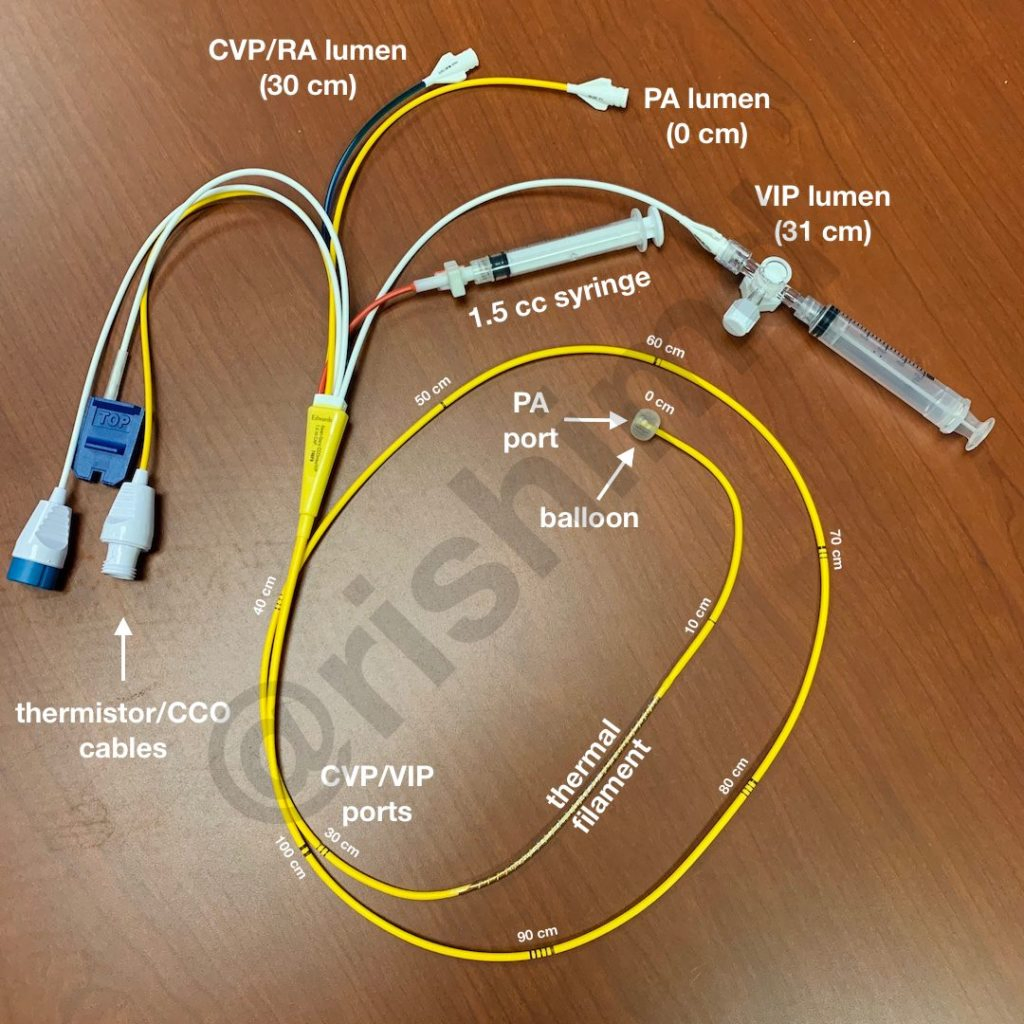 CVP/RA lumen
(30 cm)
PA lumen
(0 cm)
VIP lumen
(31 cm)
1.5 cc syringe
60 cm
50 cm
PA
port
0 cm
balloon
TOP
Edwards
70 cm
40 cm
10 cm
thermistor/CCO
cables
thermal
filament
CVP/VIP
ports
80 cm
30 cm
100 cm
90 cm